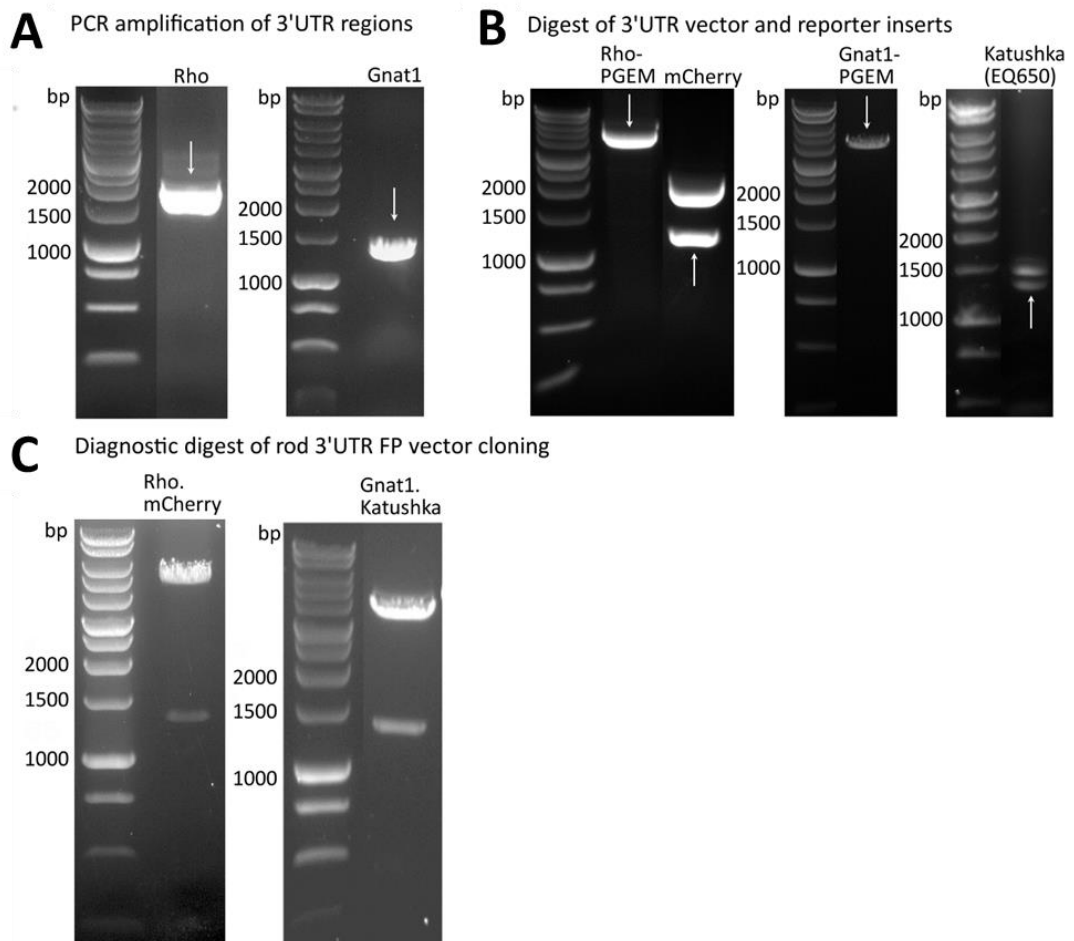 A PCR amplification of 3'UTR regions
Rho
bp
2000
1500
1000
Gnat1
bp
2000
1500
1000
B Digest of 3'UTR vector and reporter inserts
Rho-
PGEM
mCherry
bp
2000
1500
1000
Gnat1-
PGEM
bp
2000
1500
1000
Katushka
(EQ650)
bp
2000
1500
1000
C Diagnostic digest of rod 3'UTR FP vector cloning
Rho.
mCherry
bp
2000
1500
1000
Gnat1.
Katushka
bp
2000
1500
1000